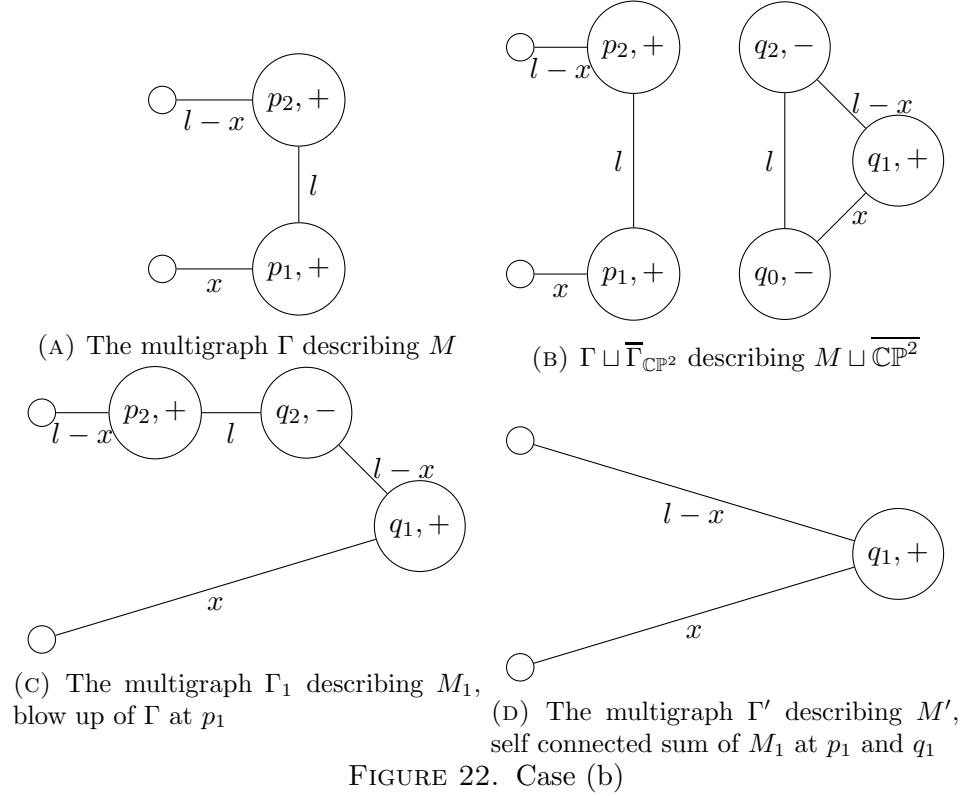 p₂, +
l − x
l
p₁, +
x
(A) The multigraph Γ describing M
p₂, +
l − x
l
p₁, +
x
q₂, −
l − x
l
q₁, +
x
q₀, −
(B) Γ ⊔ Γ̅_ℂℙ² describing M ⊔ \overline{ℂℙ²}
p₂, +
q₂, −
l − x
l
l − x
q₁, +
x
(C) The multigraph Γ₁ describing M₁,
blow up of Γ at p₁
l − x
q₁, +
x
(D) The multigraph Γ′ describing M′,
self connected sum of M₁ at p₁ and q₁
FIGURE 22. Case (b)